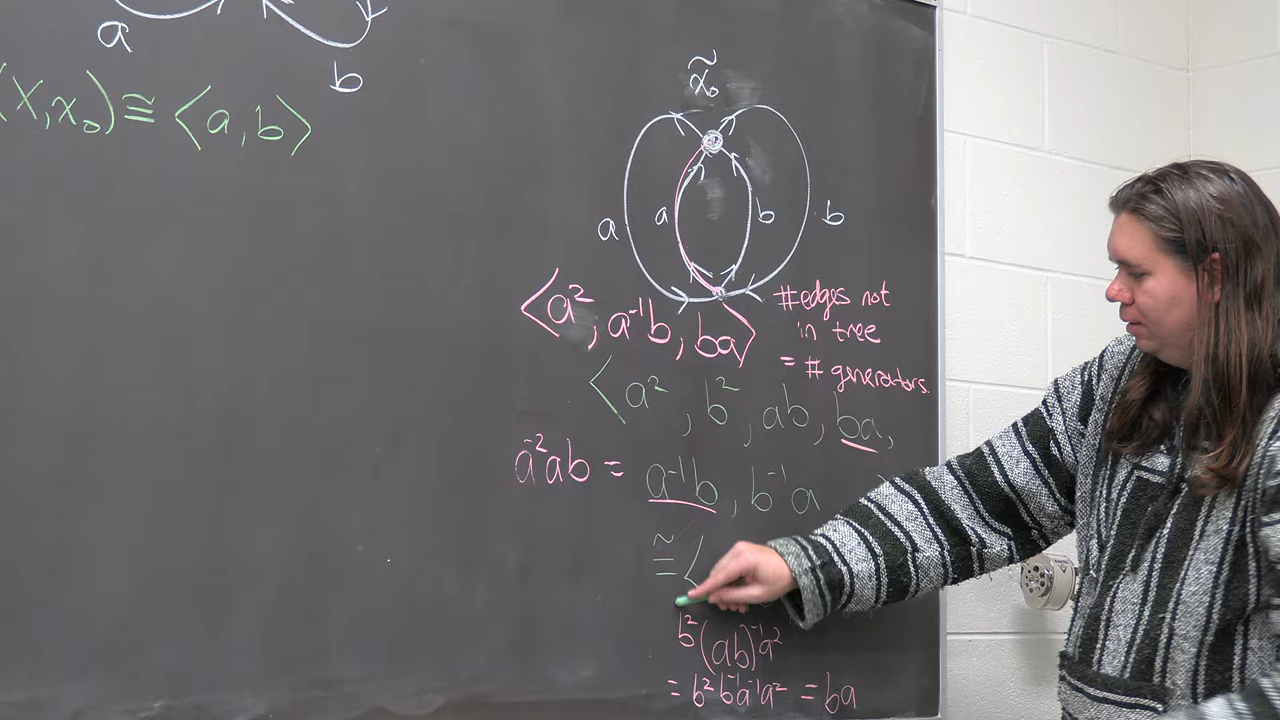 a
b
(X, x₀) ≅ ⟨a, b⟩
x̃₀
a a b b
⟨a², a⁻¹b, ba⟩
#edges not
in tree
= # generators.
⟨a², b², ab, ba,
a⁻²ab = a⁻¹b, b⁻¹a
≅ ⟨
b²(ab)⁻¹a²
= b²b⁻¹a⁻¹a² = ba